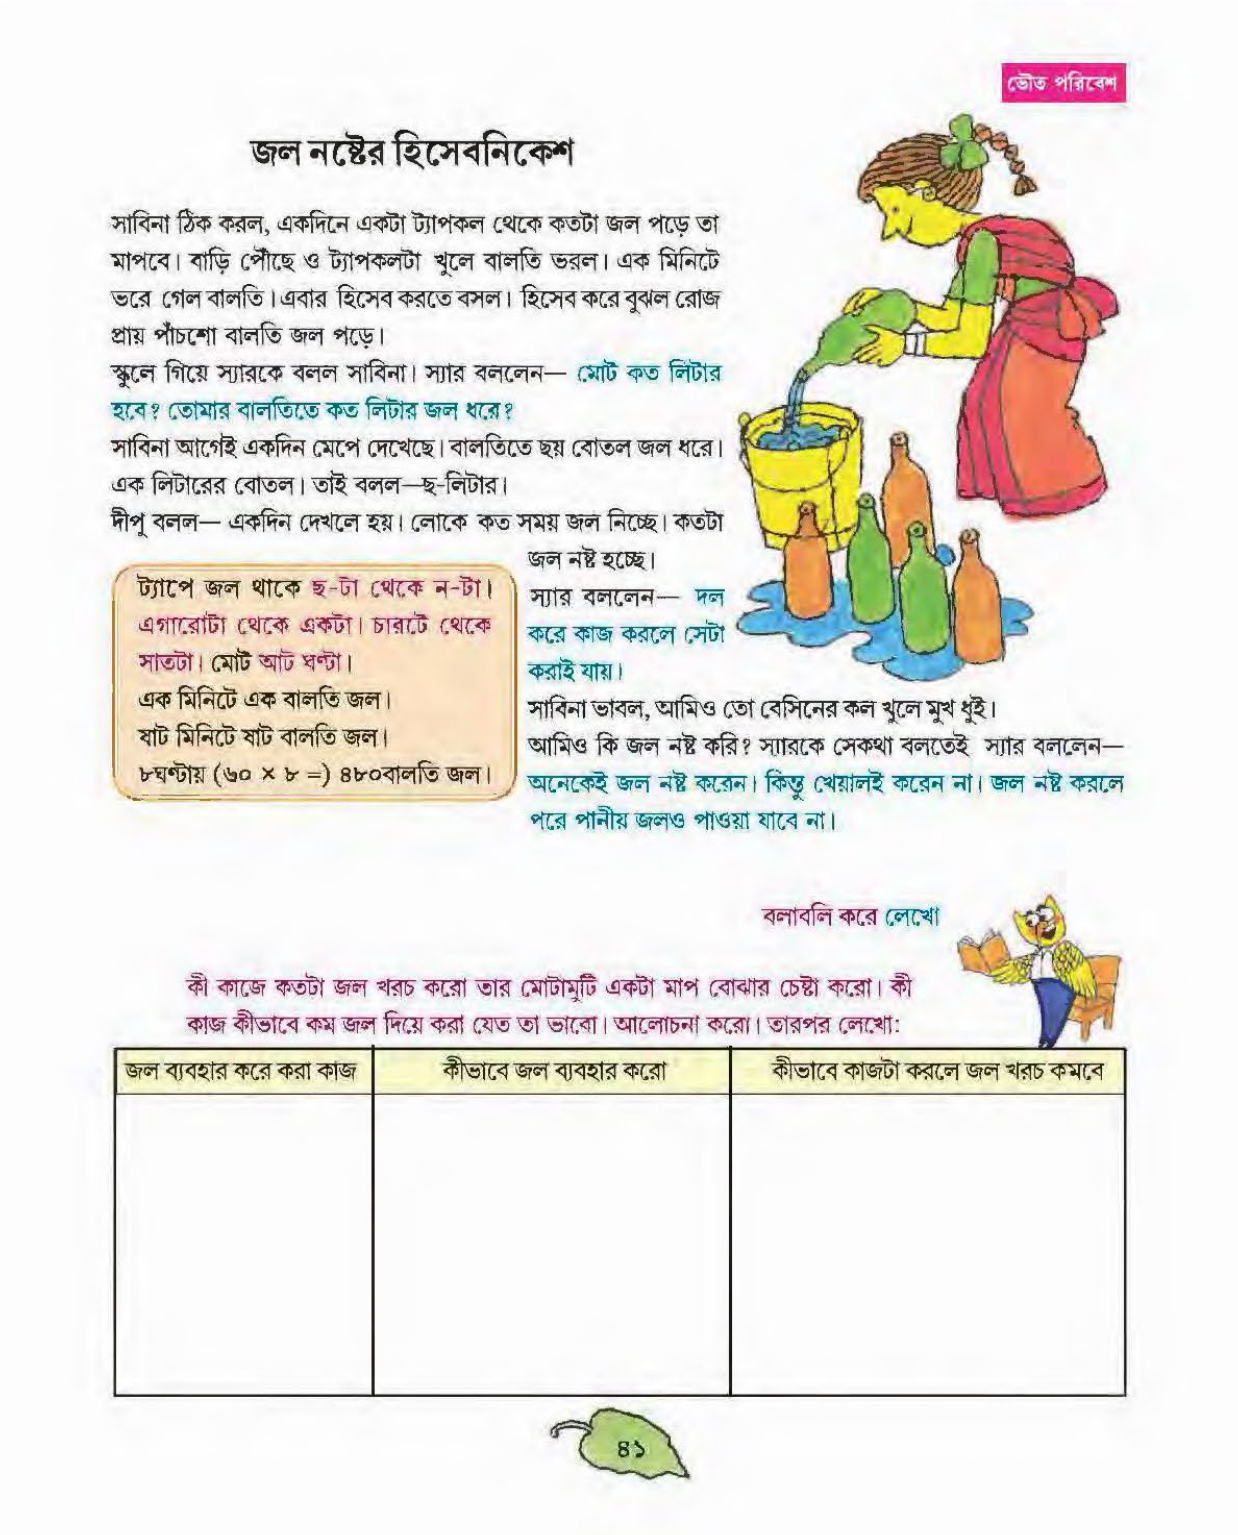 ভৌত পরিবেশ
জল নষ্টের হিসেবনিকেশ
সাবিনা ঠিক করল, একদিনে একটা ট্যাপকল থেকে কতটা জল পড়ে তা
মাপবে। বাড়ি পৌঁছে ও ট্যাপকলটা খুলে বালতি ভরল। এক মিনিটে
ভরে গেল বালতি। এবার হিসেব করতে বসল। হিসেব করে বুঝল রোজ
প্রায় পাঁচশো বালতি জল পড়ে।
স্কুলে গিয়ে স্যারকে বলল সাবিনা। স্যার বললেন— মোট কত লিটার
হবে? তোমার বালতিতে কত লিটার জল ধরে?
সাবিনা আগেই একদিন মেপে দেখেছে। বালতিতে ছয় বোতল জল ধরে।
এক লিটারের বোতল। তাই বলল—ছ-লিটার।
দীপু বলল— একদিন দেখলে হয়। লোকে কত সময় জল নিচ্ছে। কতটা
জল নষ্ট হচ্ছে।
স্যার বললেন— দল
করে কাজ করলে সেটা
করাই যায়।
সাবিনা ভাবল, আমিও তো বেসিনের কল খুলে মুখ ধুই।
আমিও কি জল নষ্ট করি? স্যারকে সেকথা বলতেই স্যার বললেন—
অনেকেই জল নষ্ট করেন। কিন্তু খেয়ালই করেন না। জল নষ্ট করলে
পরে পানীয় জলও পাওয়া যাবে না।
ট্যাপে জল থাকে ছ-টা থেকে ন-টা।
এগারোটা থেকে একটা। চারটে থেকে
সাতটা। মোট আট ঘণ্টা।
এক মিনিটে এক বালতি জল।
ষাট মিনিটে ষাট বালতি জল।
৮ঘণ্টায় (৬০ × ৮ =) ৪৮০বালতি জল।
বলাবলি করে লেখো
কী কাজে কতটা জল খরচ করো তার মোটামুটি একটা মাপ বোঝার চেষ্টা করো। কী
কাজ কীভাবে কম জল দিয়ে করা যেত তা ভাবো। আলোচনা করো। তারপর লেখো:
জল ব্যবহার করে করা কাজ
কীভাবে জল ব্যবহার করো
কীভাবে কাজটা করলে জল খরচ কমবে
৪১